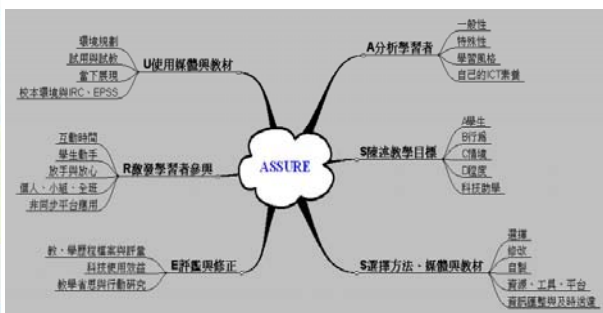 ASSURE
A分析學習者
一般性
特殊性
學習風格
自己的ICT素養
S陳述教學目標
A學生
B行為
C情境
D程度
科技助學
S選擇方法、媒體與教材
選擇
修改
自製
資源、工具、平台
資訊匯整與及時送達
U使用媒體與教材
環境規劃
試用與試教
當下展現
校本環境與IRC、EPSS
R激發學習者參與
互動時間
學生動手
放手與放心
個人、小組、全班
非同步平台應用
E評鑑與修正
教、學歷程檔案與評量
科技使用效益
教學省思與行動研究